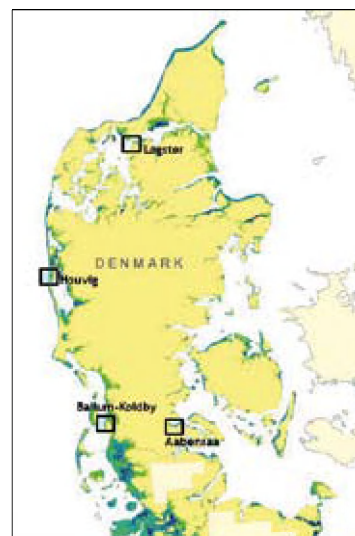 Løgstør
DENMARK
Houvig
Ballum-Koldby
Aabenraa